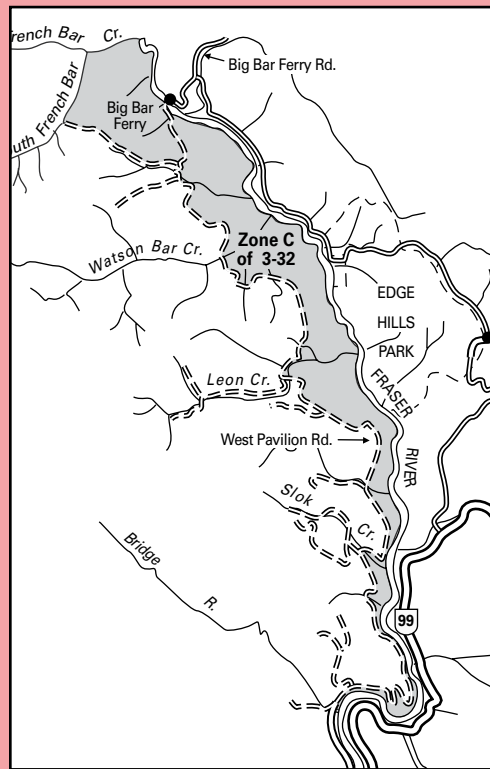 French Bar Cr.
Big Bar Ferry Rd.
South French Bar
Big Bar
Ferry
Zone C
of 3-32
Watson Bar Cr.
EDGE
HILLS
PARK
Leon Cr.
FRASER
RIVER
West Pavilion Rd.
Slok Cr.
Bridge R.
99